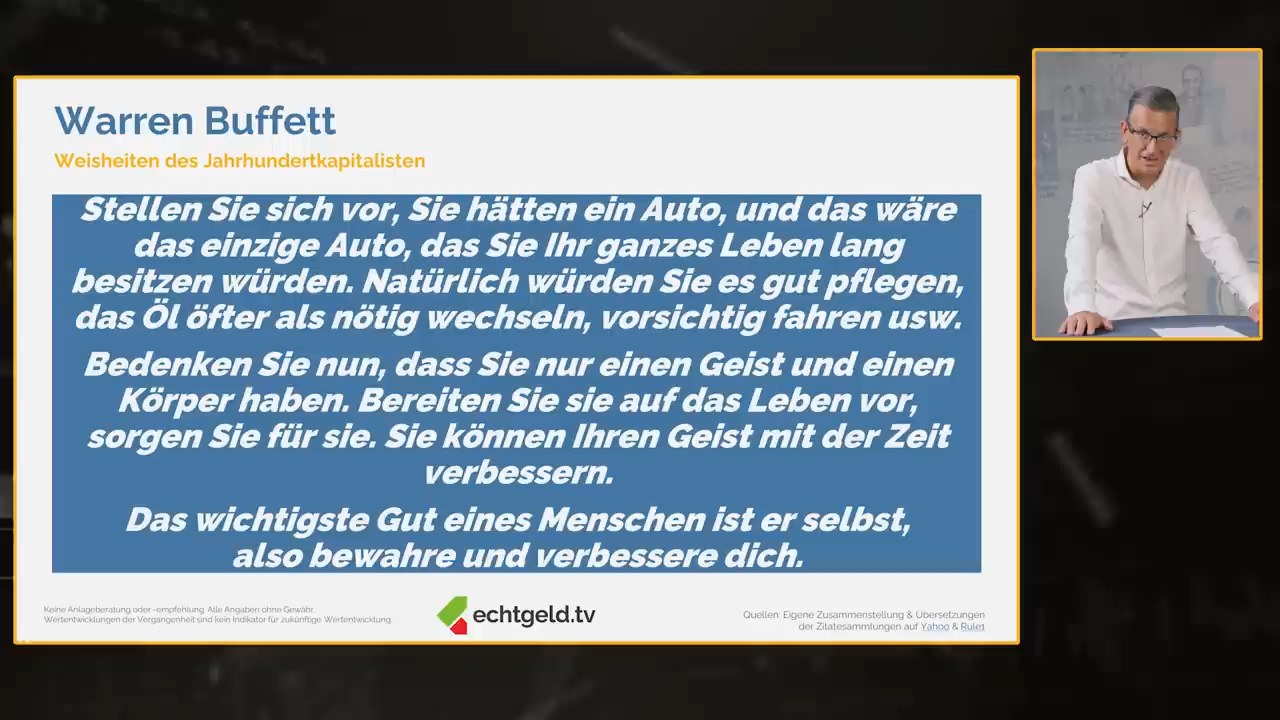 Warren Buffett
Weisheiten des Jahrhundertkapitalisten
Stellen Sie sich vor, Sie hätten ein Auto, und das wäre
das einzige Auto, das Sie Ihr ganzes Leben lang
besitzen würden. Natürlich würden Sie es gut pflegen,
das Öl öfter als nötig wechseln, vorsichtig fahren usw.
Bedenken Sie nun, dass Sie nur einen Geist und einen
Körper haben. Bereiten Sie sie auf das Leben vor,
sorgen Sie für sie. Sie können Ihren Geist mit der Zeit
verbessern.
Das wichtigste Gut eines Menschen ist er selbst,
also bewahre und verbessere dich.
Keine Anlageberatung oder -empfehlung. Alle Angaben ohne Gewähr.
Wertentwicklungen der Vergangenheit sind kein Indikator für zukünftige Wertentwicklung.
echtgeld.tv
Quellen: Eigene Zusammenstellung & Übersetzungen
der Zitatesammlungen auf Yahoo & Rule1